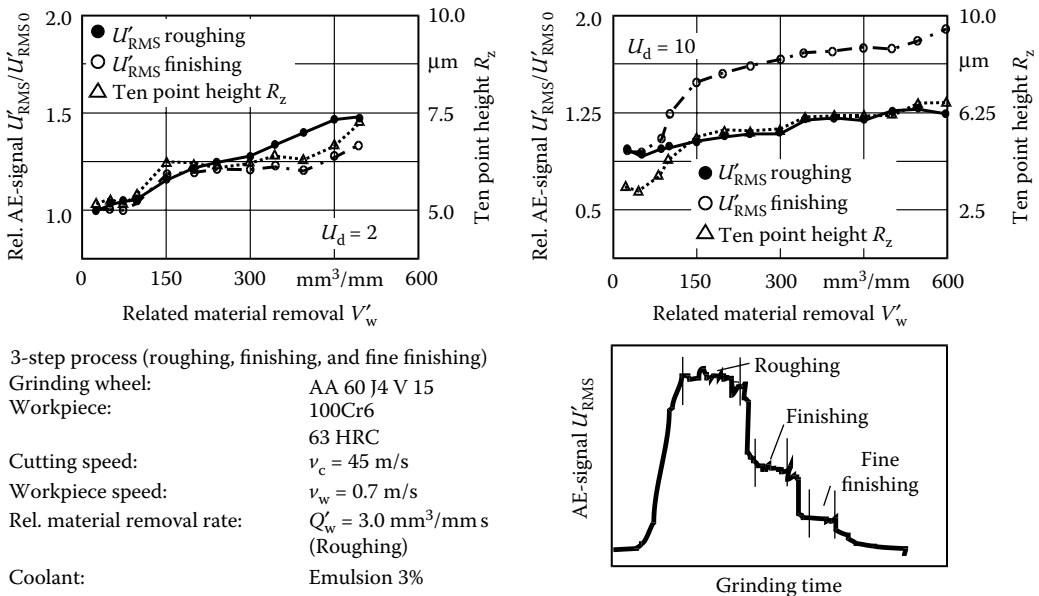 Rel. AE-signal U′RMS/U′RMS 0
2.0
1.5
1.0
U′RMS roughing
U′RMS finishing
Ten point height Rz
Ud = 2
10.0
µm
7.5
5.0
Ten point height Rz
0
150
300
mm³/mm
600
Related material removal V′w
Rel. AE-signal U′RMS/U′RMS 0
2.0
1.25
0.5
Ud = 10
U′RMS roughing
U′RMS finishing
Ten point height Rz
10.0
µm
6.25
2.5
Ten point height Rz
0
150
300
mm³/mm
600
Related material removal V′w
3-step process (roughing, finishing, and fine finishing)
Grinding wheel: AA 60 J4 V 15
Workpiece: 100Cr6
63 HRC
Cutting speed: vc = 45 m/s
Workpiece speed: vw = 0.7 m/s
Rel. material removal rate: Q′w = 3.0 mm³/mm s
(Roughing)
Coolant: Emulsion 3%
AE-signal U′RMS
Roughing
Finishing
Fine
finishing
Grinding time